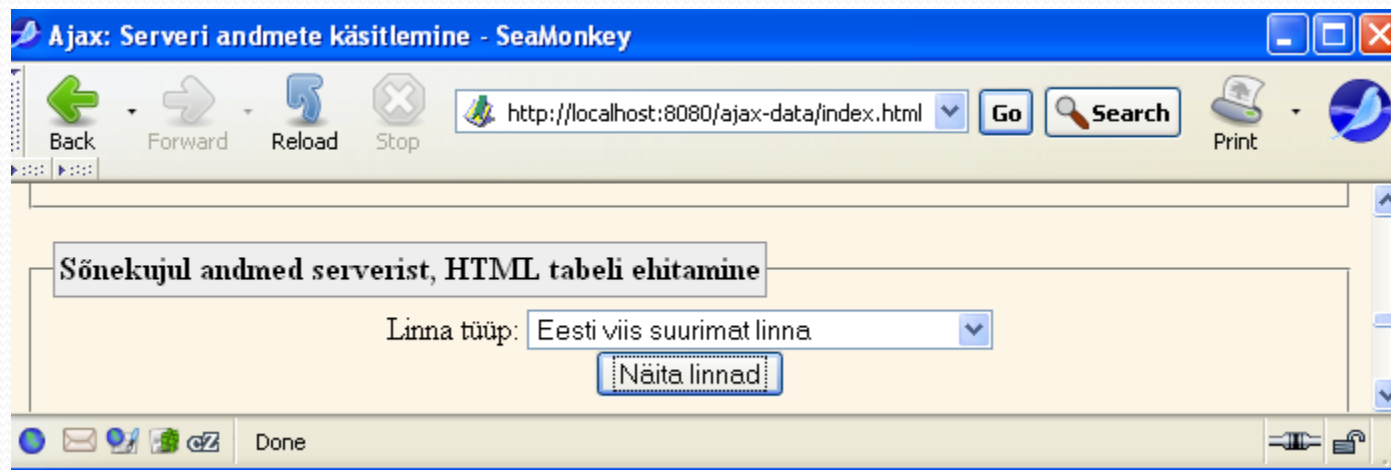 Ajax: Serveri andmete käsitlemine - SeaMonkey
http://localhost:8080/ajax-data/index.html Go Search
Back Forward Reload Stop Print
Sõnekujul andmed serverist, HTML tabeli ehitamine
Linna tüüp: Eesti viis suurimat linna
Näita linnad
Done